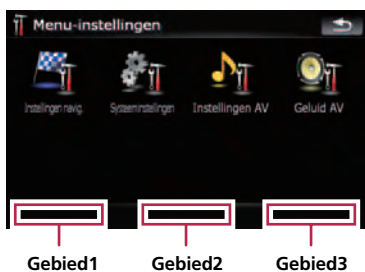 Menu-instellingen
Instellingen navig. Systeeminstellingen Instellingen AV Geluid AV
Gebied1 Gebied2 Gebied3